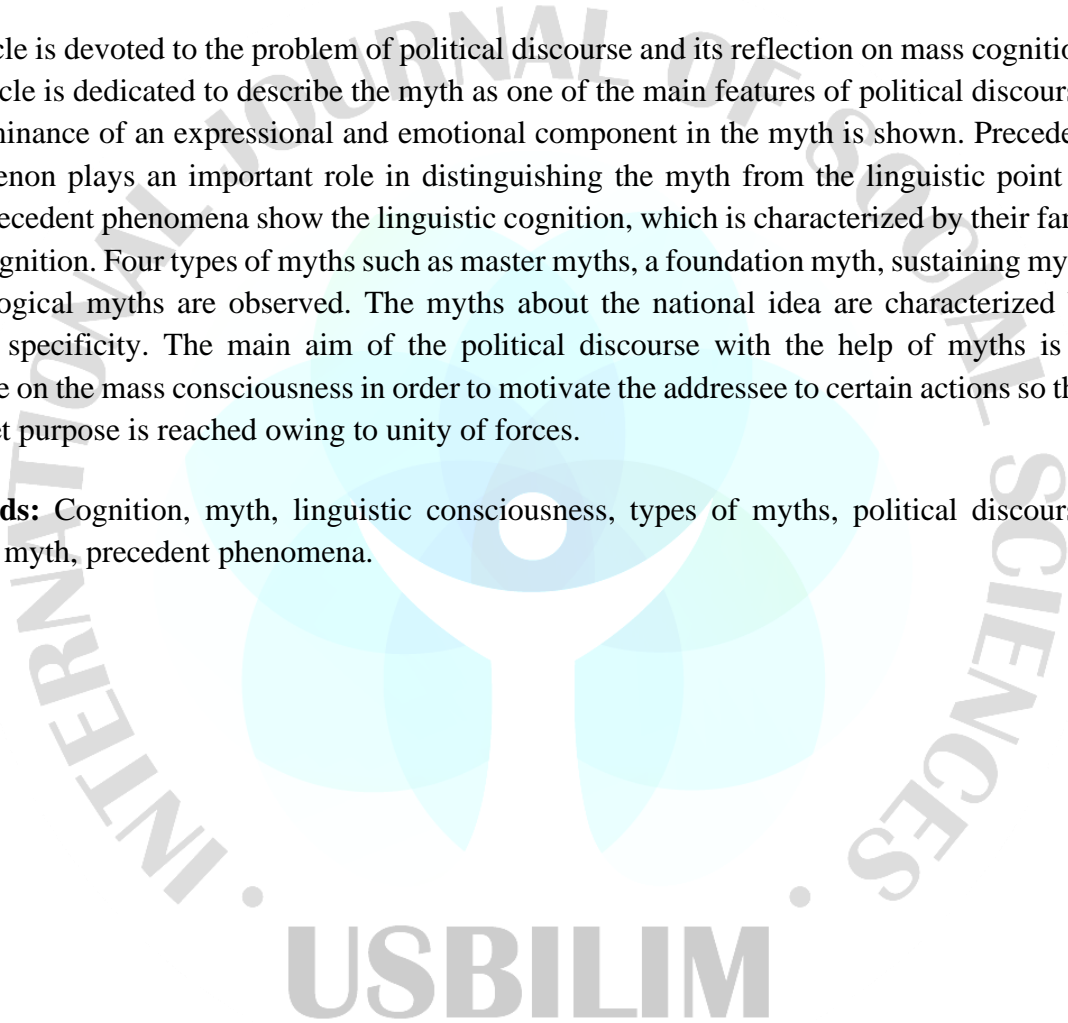 cle is devoted to the problem of political discourse and its reflection on mass cognitio
cle is dedicated to describe the myth as one of the main features of political discours
ninance of an expressional and emotional component in the myth is shown. Precede
enon plays an important role in distinguishing the myth from the linguistic point
ecedent phenomena show the linguistic cognition, which is characterized by their fa
gnition. Four types of myths such as master myths, a foundation myth, sustaining my
ogical myths are observed. The myths about the national idea are characterized
specificity. The main aim of the political discourse with the help of myths is
e on the mass consciousness in order to motivate the addressee to certain actions so th
et purpose is reached owing to unity of forces.
ds: Cognition, myth, linguistic consciousness, types of myths, political discours
myth, precedent phenomena.
INTERNATIONAL JOURNAL OF SOCIAL SCIENCES
USBILIM